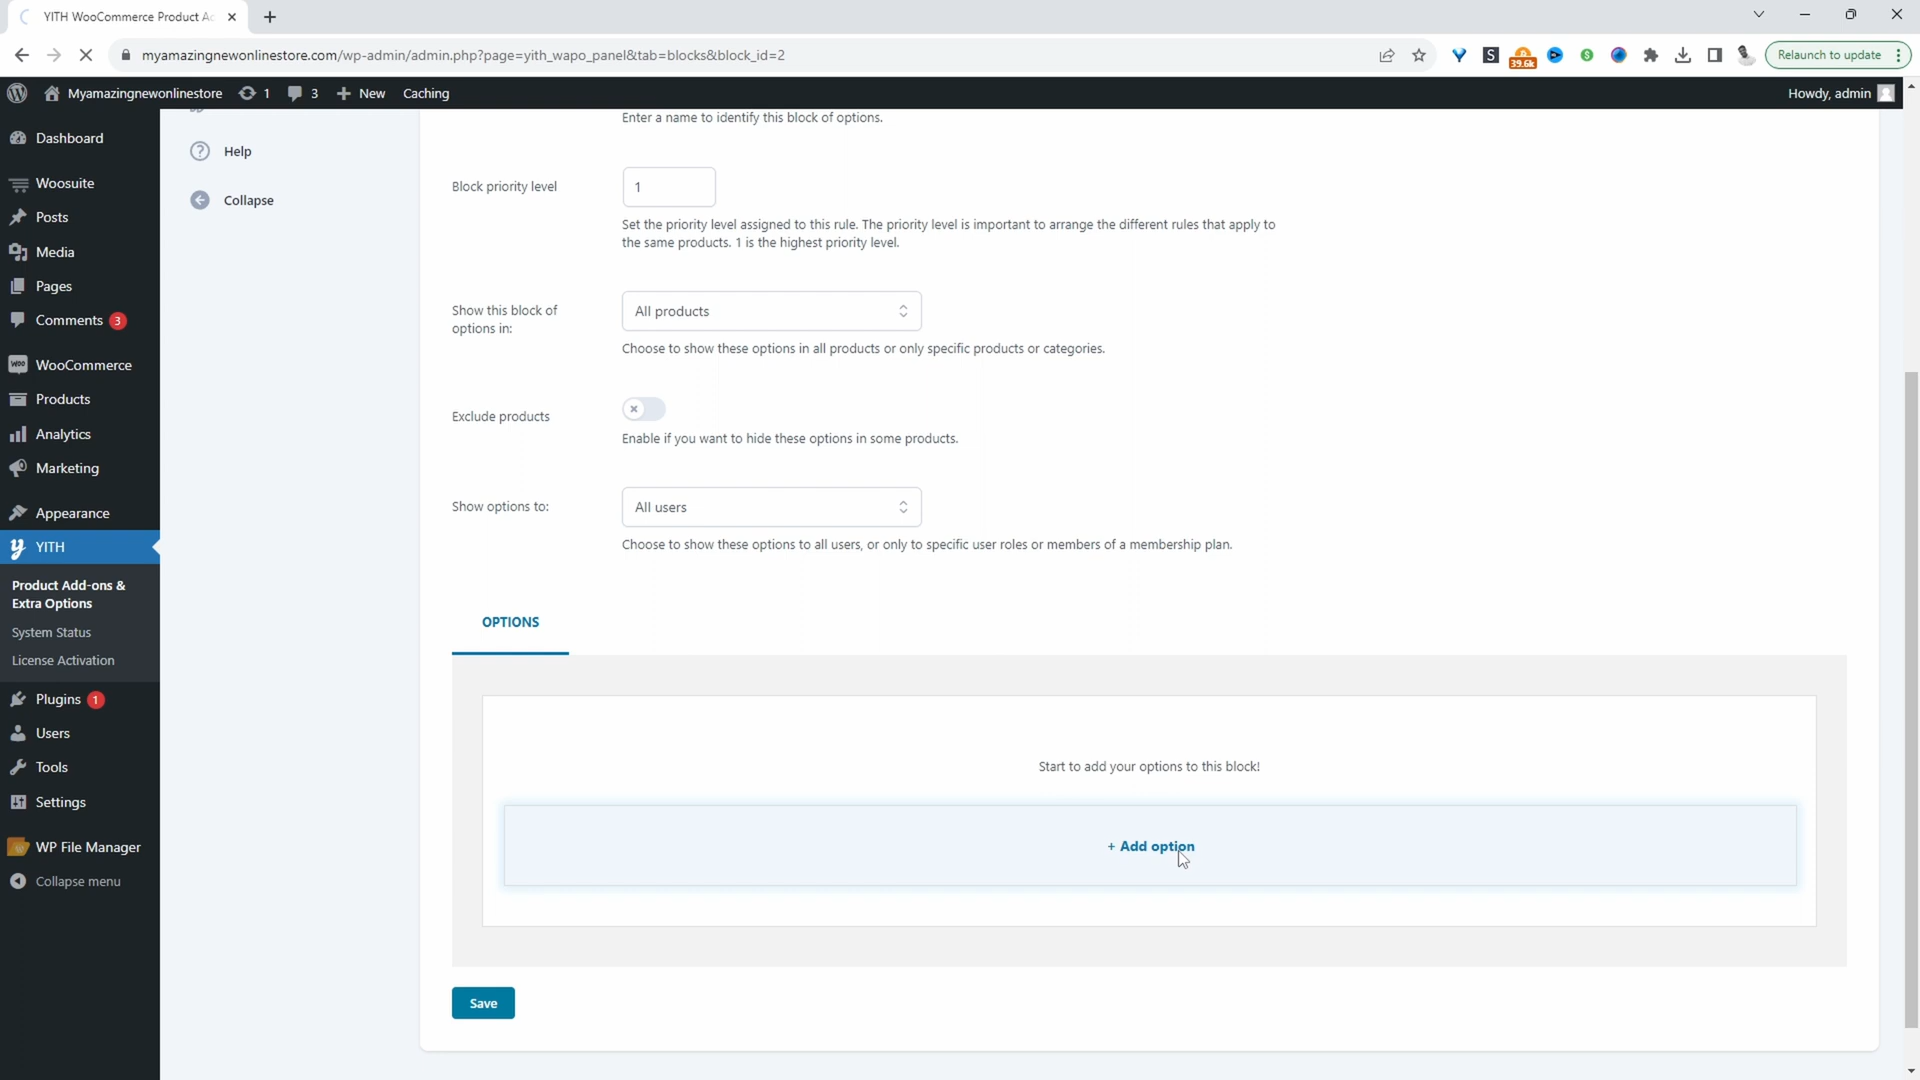 YITH WooCommerce Product Ad
myamazingnewonlinestore.com/wp-admin/admin.php?page=yith_wapo_panel&tab=blocks&block_id=2
S
39.6k
Relaunch to update
Myamazingnewonlinestore
1
3
New
Caching
Howdy, admin
Dashboard
Woosuite
Posts
Media
Pages
Comments 3
WooCommerce
Products
Analytics
Marketing
Appearance
YITH
Product Add-ons &
Extra Options
System Status
License Activation
Plugins 1
Users
Tools
Settings
WP File Manager
Collapse menu
Help
Collapse
Enter a name to identify this block of options.
Block priority level
1
Set the priority level assigned to this rule. The priority level is important to arrange the different rules that apply to
the same products. 1 is the highest priority level.
Show this block of
options in:
All products
Choose to show these options in all products or only specific products or categories.
Exclude products
Enable if you want to hide these options in some products.
Show options to:
All users
Choose to show these options to all users, or only to specific user roles or members of a membership plan.
OPTIONS
Start to add your options to this block!
+ Add option
Save